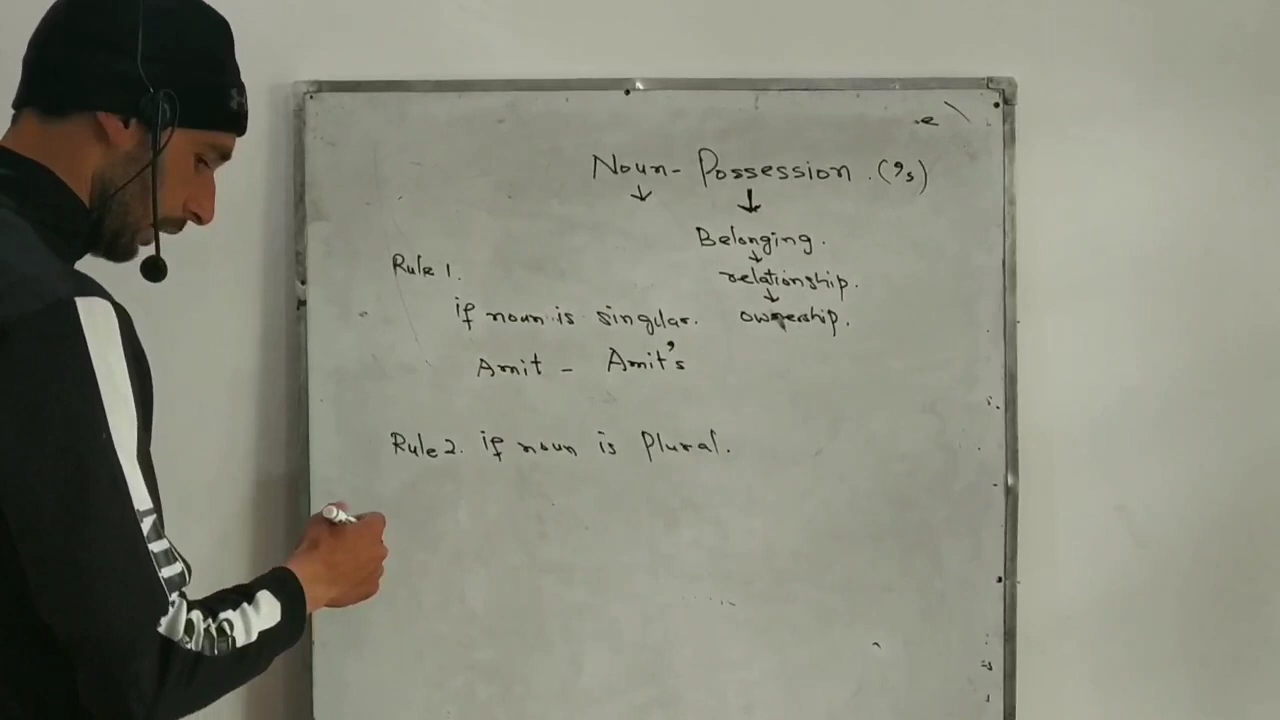 Noun- Possession. ('s)
Belonging.
relationship.
ownership.
Rule 1.
if noun is singular.
Amit - Amit's
Rule 2. if noun is Plural.